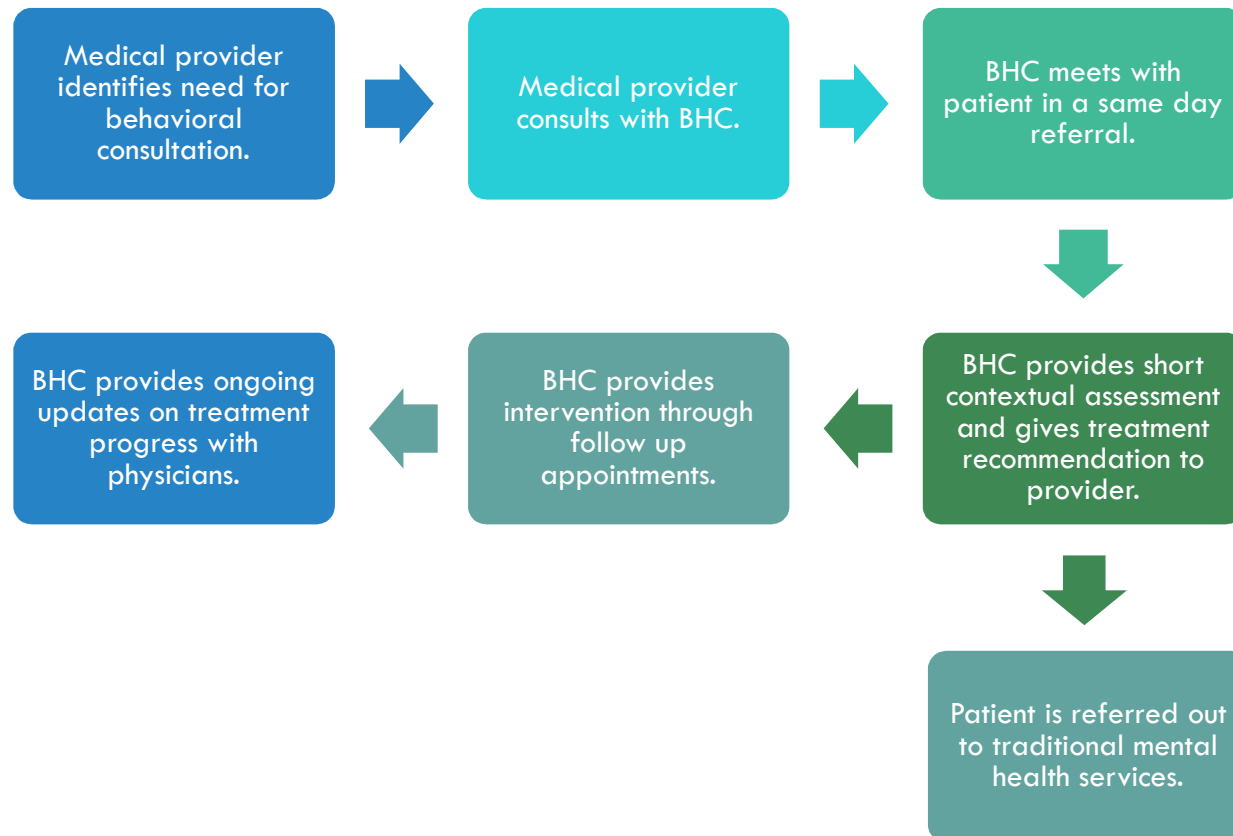 Medical provider
identifies need for
behavioral
consultation.
Medical provider
consults with BHC.
BHC meets with
patient in a same day
referral.
BHC provides short
contextual assessment
and gives treatment
recommendation to
provider.
BHC provides
intervention through
follow up
appointments.
BHC provides ongoing
updates on treatment
progress with
physicians.
Patient is referred out
to traditional mental
health services.